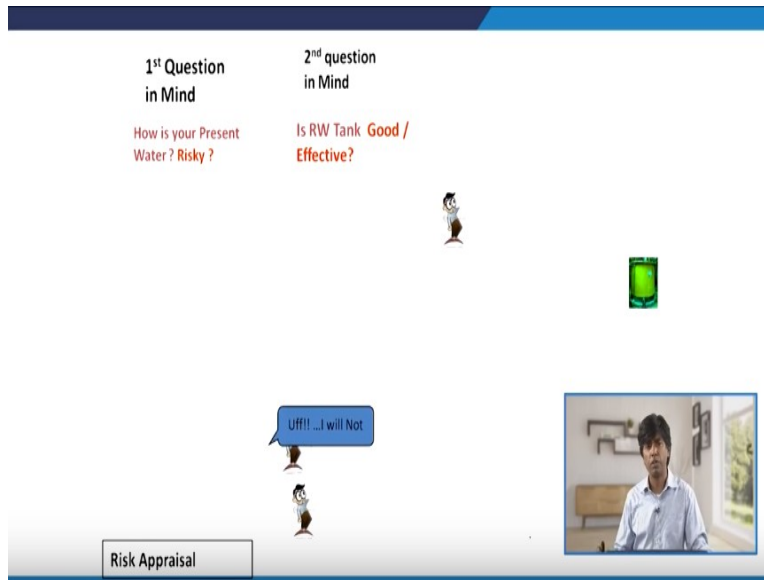 1st Question
in Mind
How is your Present
Water ? Risky ?
2nd question
in Mind
Is RW Tank Good /
Effective?
Uff!! ...I will Not
Risk Appraisal